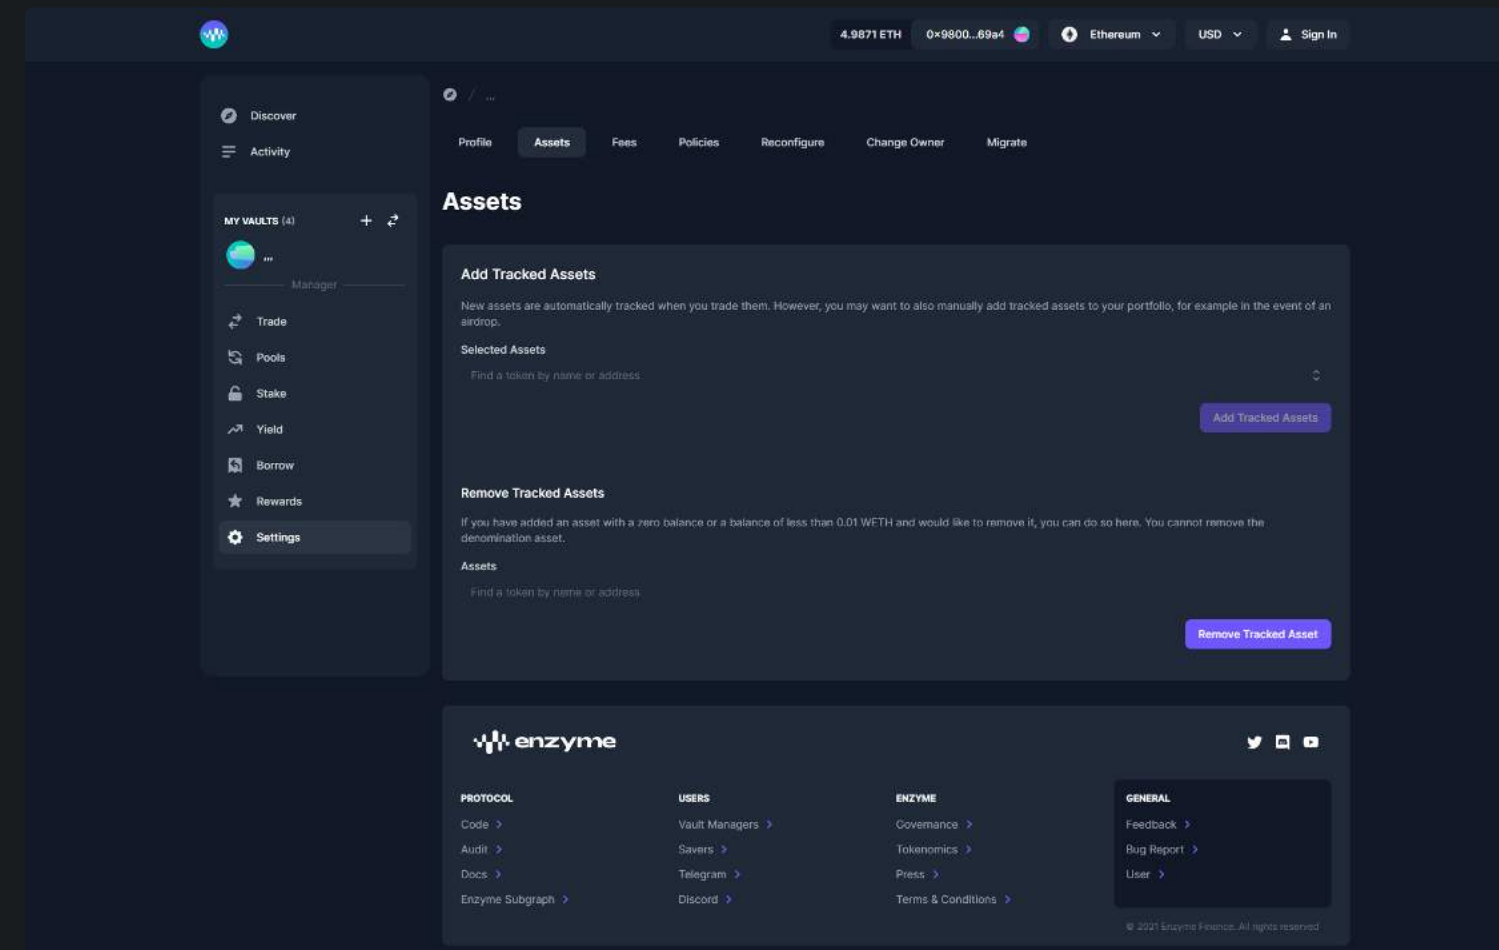 4.9871 ETH 0×9800...69a4 Ethereum USD Sign In
Discover
Activity
MY VAULTS (4)
...
Manager
Trade
Pools
Stake
Yield
Borrow
Rewards
Settings
/ ...
Profile Assets Fees Policies Reconfigure Change Owner Migrate
Assets
Add Tracked Assets
New assets are automatically tracked when you trade them. However, you may want to also manually add tracked assets to your portfolio, for example in the event of an
airdrop.
Selected Assets
Find a token by name or address
Add Tracked Assets
Remove Tracked Assets
If you have added an asset with a zero balance or a balance of less than 0.01 WETH and would like to remove it, you can do so here. You cannot remove the
denomination asset.
Assets
Find a token by name or address
Remove Tracked Asset
enzyme
PROTOCOL
Code
Audit
Docs
Enzyme Subgraph
USERS
Vault Managers
Savers
Telegram
Discord
ENZYME
Governance
Tokenomics
Press
Terms & Conditions
GENERAL
Feedback
Bug Report
User
© 2021 Enzyme Finance. All rights reserved